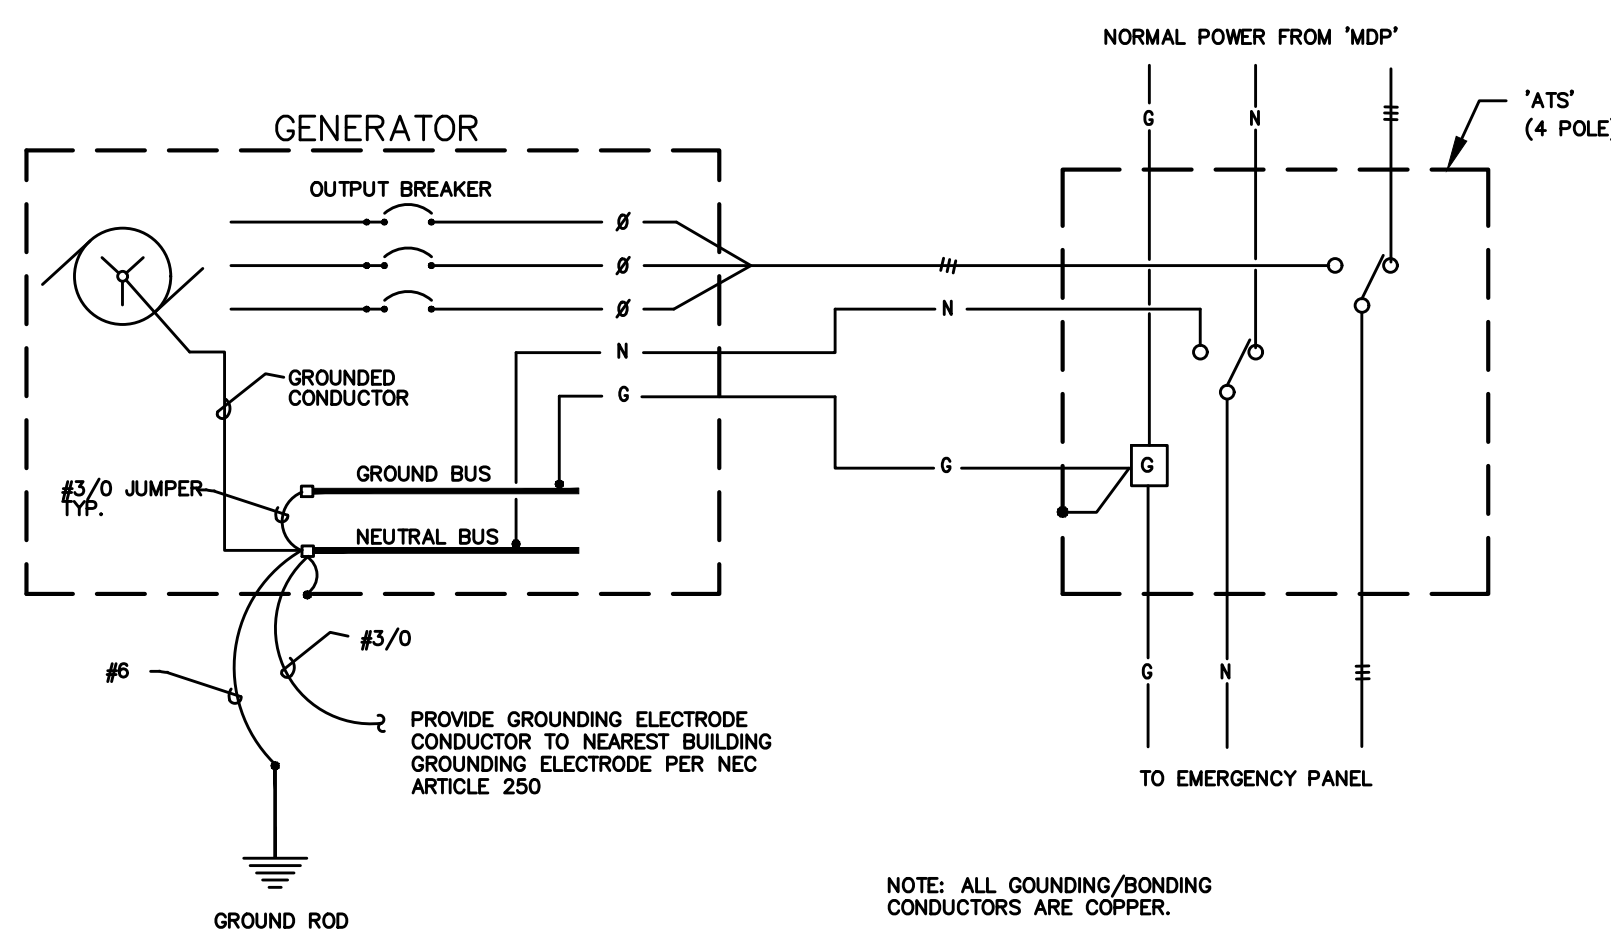 NORMAL POWER FROM 'MDP'
'ATS'
(4 POLE)
G
N
GENERATOR
OUTPUT BREAKER
Ø
Ø
Ø
N
N
G
GROUNDED
CONDUCTOR
G
G
GROUND BUS
#3/0 JUMPER
TYP.
NEUTRAL BUS
#3/0
#6
G
N
PROVIDE GROUNDING ELECTRODE
CONDUCTOR TO NEAREST BUILDING
GROUNDING ELECTRODE PER NEC
ARTICLE 250
TO EMERGENCY PANEL
NOTE: ALL GOUNDING/BONDING
CONDUCTORS ARE COPPER.
GROUND ROD